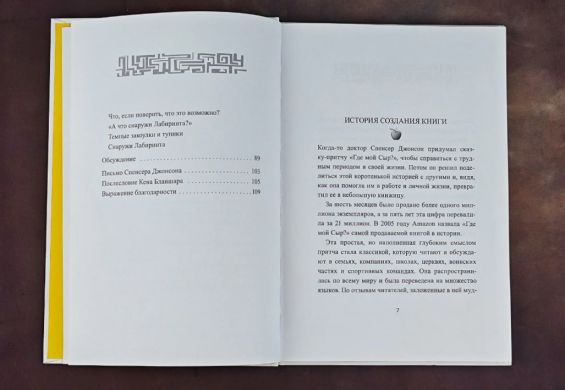 Что, если поверить, что это возможно?
«А что снаружи Лабиринта?»
Темные закоулки и тупики
Снаружи Лабиринта
Обсуждение 89
Письмо Спенсера Джонсона 103
Послесловие Кена Бланшара 105
Выражение благодарности 109
ИСТОРИЯ СОЗДАНИЯ КНИГИ
Когда-то доктор Спенсер Джонсон придумал сказ-
ку-притчу «Где мой Сыр?», чтобы справиться с труд-
ным периодом в своей жизни. Потом он решил поде-
литься этой коротенькой историей с другими и, видя,
как она помогла им в работе и личной жизни, превра-
тил ее в небольшую книжку.
За шесть месяцев было продано более одного мил-
лиона экземпляров, а за пять лет эта цифра перевали-
ла за 21 миллион. В 2005 году Амазон назвала «Где
мой Сыр?» самой продаваемой книгой в истории.
Эта простая, но наполненная глубоким смыслом
притча стала классикой, которую читают и обсужда-
ют в семьях, компаниях, школах, церквях, воинских
частях и спортивных командах. Она распространи-
лась по всему миру и была переведена на множество
языков. По отзывам читателей, заложенные в ней муд-
7